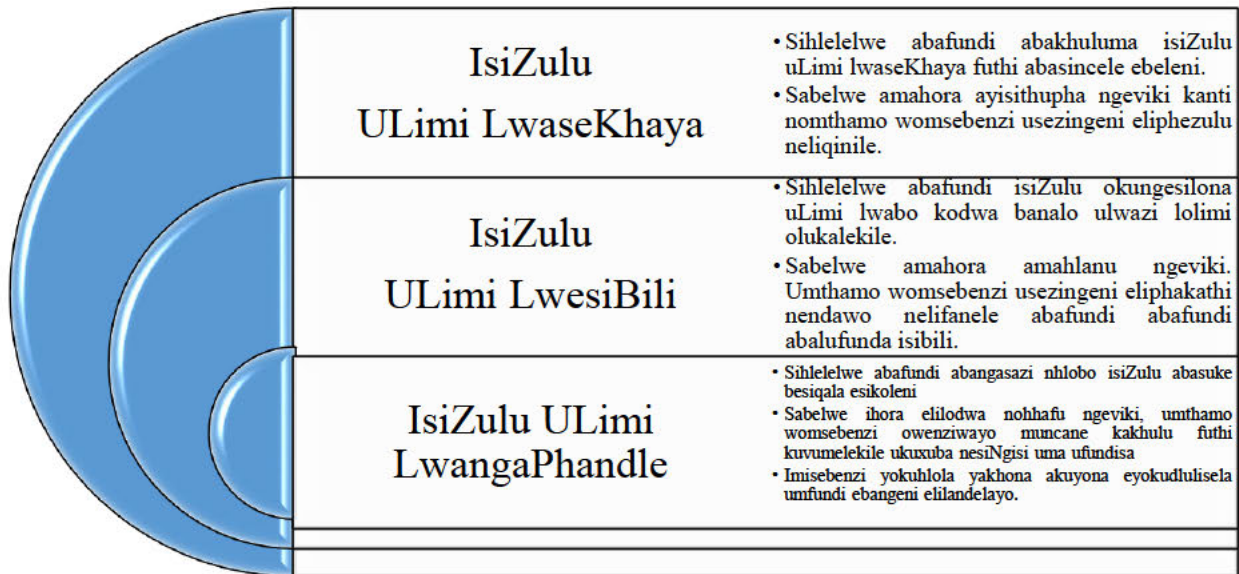 IsiZulu
ULimi LwaseKhaya
• Sihlelelwe abafundi abakhuluma isiZulu
uLimi lwaseKhaya futhi abasincele ebeleni.
• Sabelwe amahora ayisithupha ngeviki kanti
nomthamo womsebenzi usezingeni eliphezulu
neliqinile.
IsiZulu
ULimi LwesiBili
• Sihlelelwe abafundi isiZulu okungesilona
uLimi lwabo kodwa banalo ulwazi lolimi
olukalekile.
• Sabelwe amahora amahlanu ngeviki.
Umthamo womsebenzi usezingeni eliphakathi
nendawo nelifanele abafundi abafundi
abalufunda isibili.
IsiZulu ULimi
LwangaPhandle
• Sihlelelwe abafundi abangasazi nhlobo isiZulu abasuke
besiqala esikoleni
• Sabelwe ihora elilodwa nohhafu ngeviki, umthamo
womsebenzi owenziwayo muncane kakhulu futhi
kuvumelekile ukuxuba nesiNgisi uma ufundisa
• Imisebenzi yokuhlola yakhona akuyona eyokudlulisela
umfundi ebangeni elilandelayo.